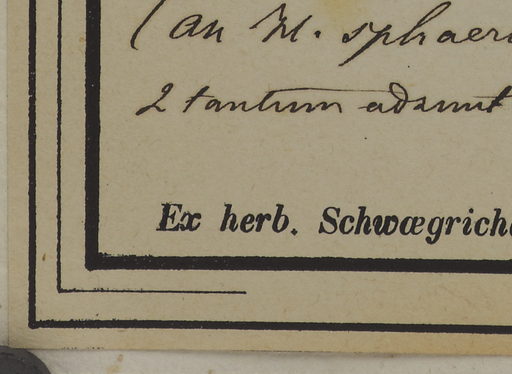 (an M. sphaer
2 tantum adsunt
Ex herb. Schwægrich